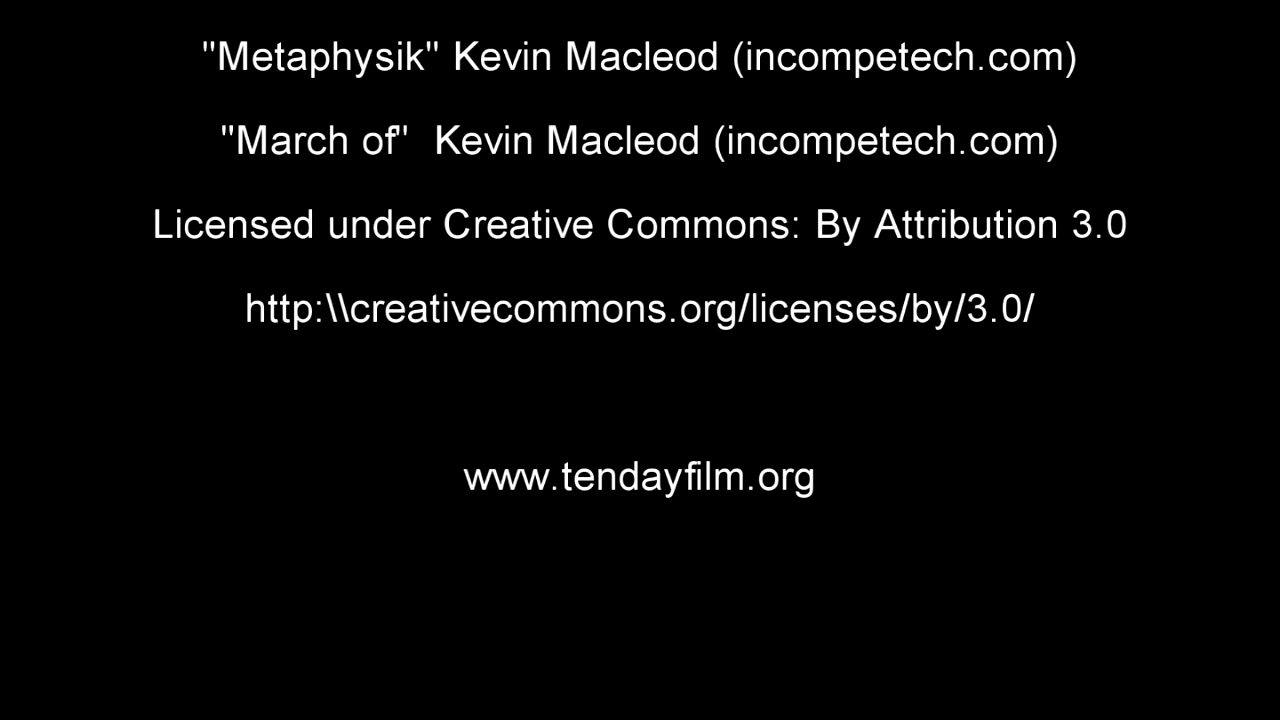 "Metaphysik" Kevin Macleod (incompetech.com)
"March of"  Kevin Macleod (incompetech.com)
Licensed under Creative Commons: By Attribution 3.0
http:\\creativecommons.org/licenses/by/3.0/
www.tendayfilm.org